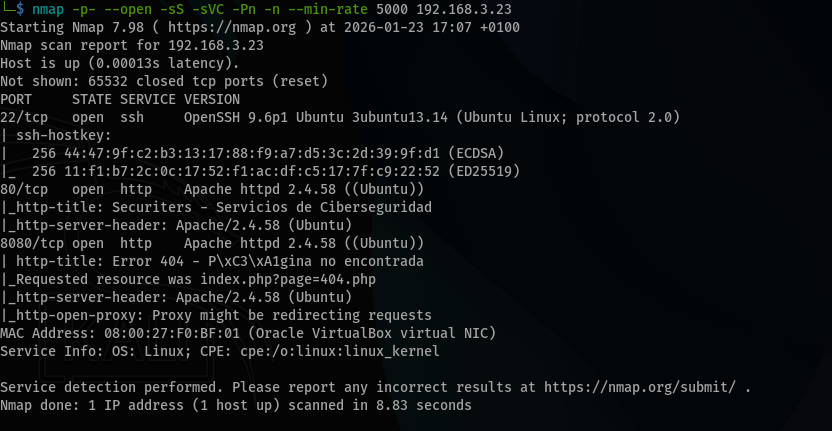 └─$ nmap -p- --open -sS -sVC -Pn -n --min-rate 5000 192.168.3.23
Starting Nmap 7.98 ( https://nmap.org ) at 2026-01-23 17:07 +0100
Nmap scan report for 192.168.3.23
Host is up (0.00013s latency).
Not shown: 65532 closed tcp ports (reset)
PORT     STATE SERVICE VERSION
22/tcp   open  ssh     OpenSSH 9.6p1 Ubuntu 3ubuntu13.14 (Ubuntu Linux; protocol 2.0)
| ssh-hostkey:
|   256 44:47:9f:c2:b3:13:17:88:f9:a7:d5:3c:2d:39:9f:d1 (ECDSA)
|_  256 11:f1:b7:2c:0c:17:52:f1:ac:df:c5:17:7f:c9:22:52 (ED25519)
80/tcp   open  http    Apache httpd 2.4.58 ((Ubuntu))
|_http-title: Securiters - Servicios de Ciberseguridad
|_http-server-header: Apache/2.4.58 (Ubuntu)
8080/tcp open  http    Apache httpd 2.4.58 ((Ubuntu))
| http-title: Error 404 - P\xC3\xA1gina no encontrada
|_Requested resource was index.php?page=404.php
|_http-server-header: Apache/2.4.58 (Ubuntu)
|_http-open-proxy: Proxy might be redirecting requests
MAC Address: 08:00:27:F0:BF:01 (Oracle VirtualBox virtual NIC)
Service Info: OS: Linux; CPE: cpe:/o:linux:linux_kernel

Service detection performed. Please report any incorrect results at https://nmap.org/submit/ .
Nmap done: 1 IP address (1 host up) scanned in 8.83 seconds